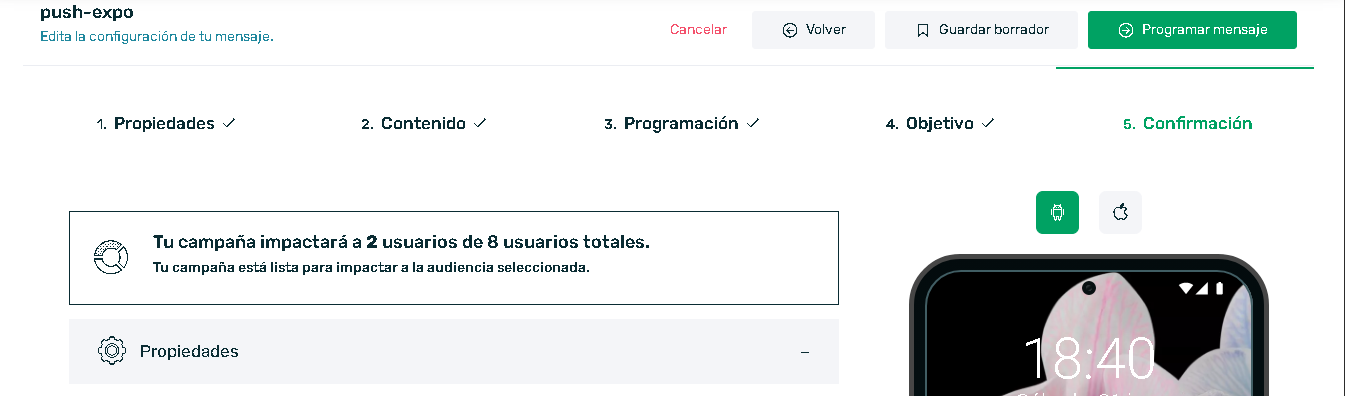 push-expo
Edita la configuración de tu mensaje.
Cancelar
Volver
Guardar borrador
Programar mensaje
1. Propiedades
2. Contenido
3. Programación
4. Objetivo
5. Confirmación
Tu campaña impactará a 2 usuarios de 8 usuarios totales.
Tu campaña está lista para impactar a la audiencia seleccionada.
Propiedades
18:40